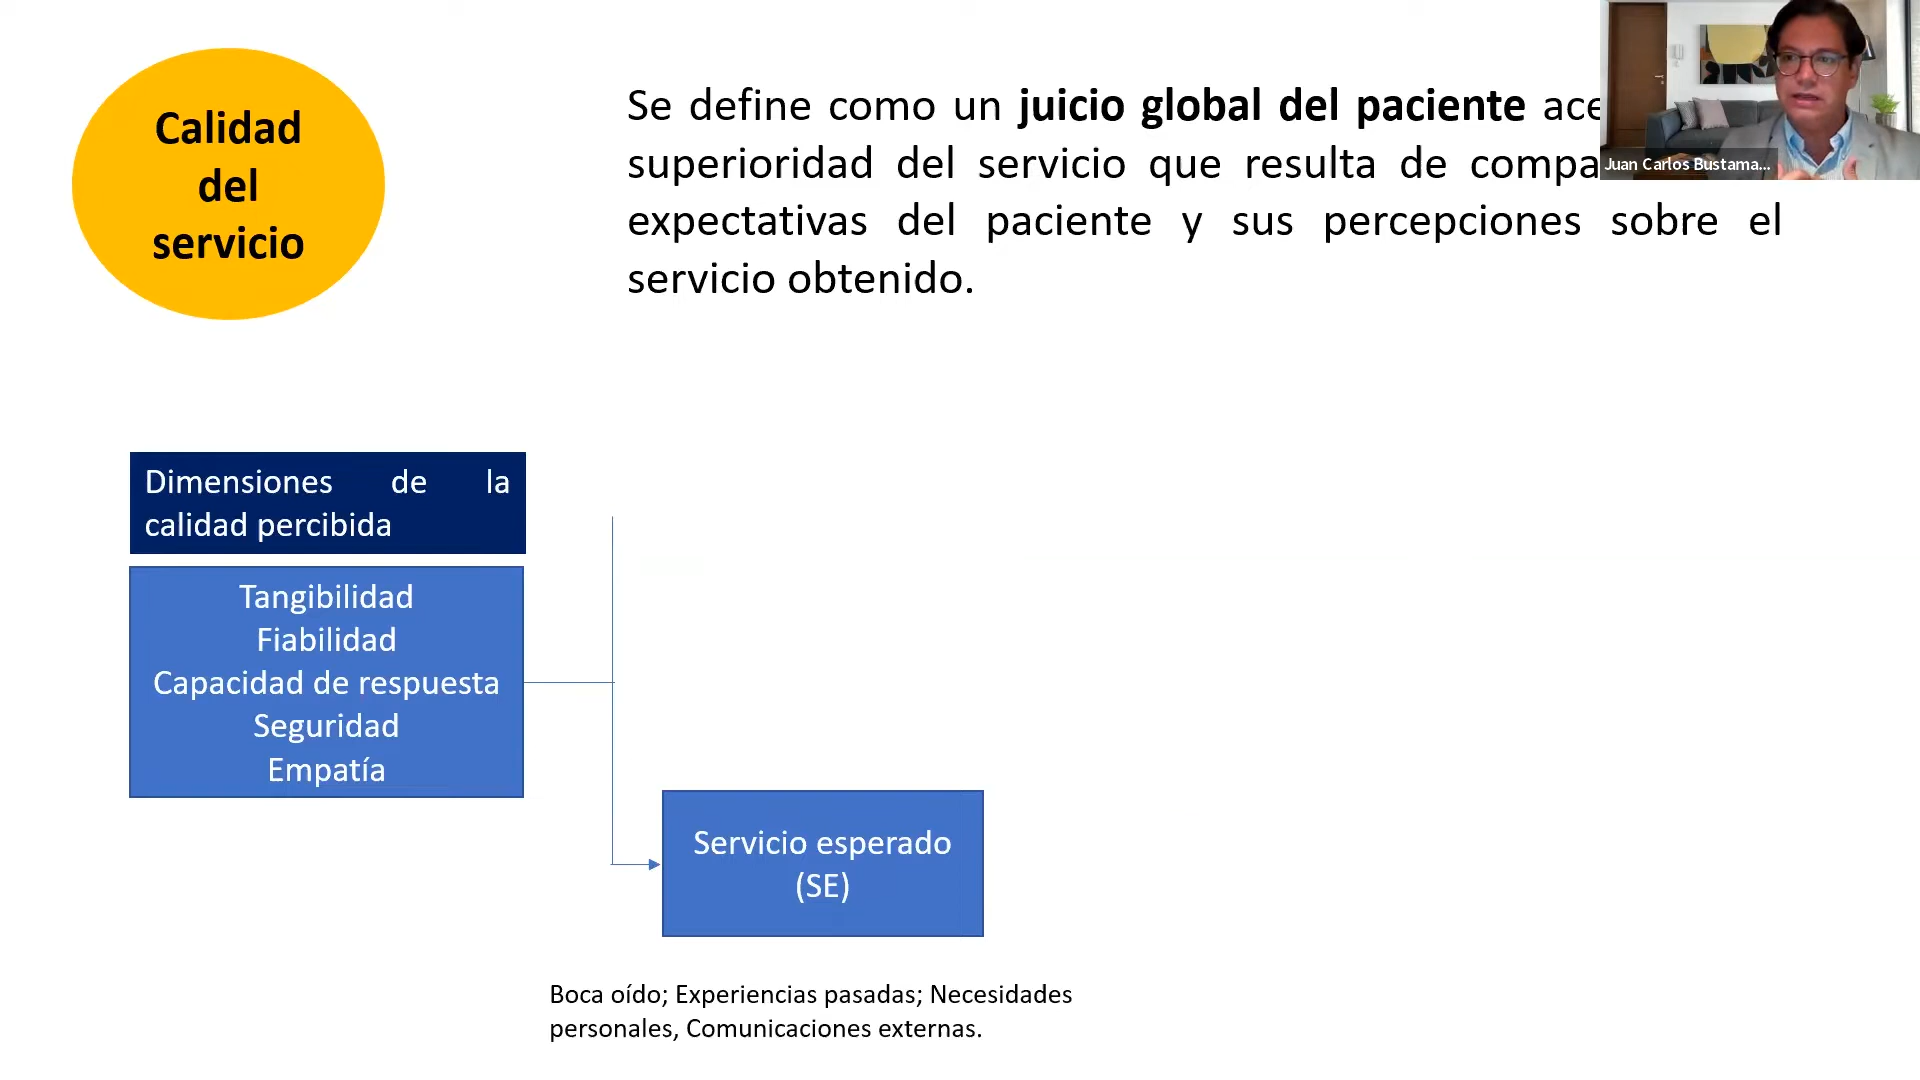 Calidad
del
servicio
Se define como un juicio global del paciente
superioridad del servicio que resulta de
expectativas del paciente y sus percepciones sobre el
servicio obtenido.
Juan Carlos Bustama...
Dimensiones de la
calidad percibida
Tangibilidad
Fiabilidad
Capacidad de respuesta
Seguridad
Empatía
Servicio esperado
(SE)
Boca oído; Experiencias pasadas; Necesidades
personales, Comunicaciones externas.